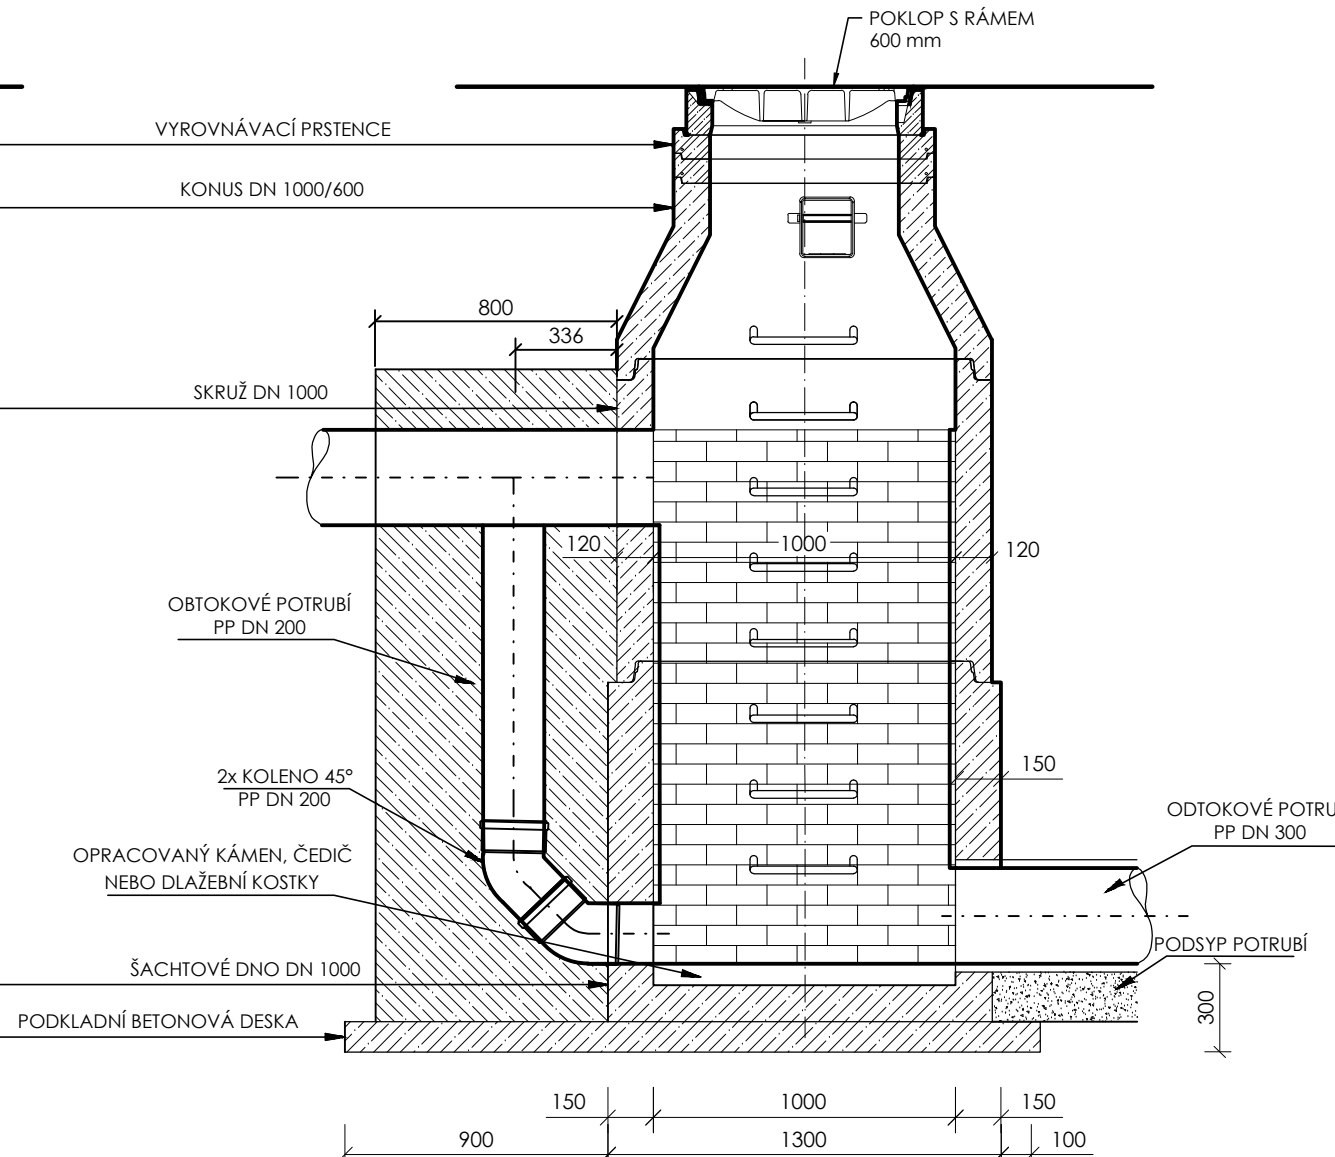 POKLOP S RÁMEM
600 mm
VYROVNÁVACÍ PRSTENCE
KONUS DN 1000/600
800
336
SKRUŽ DN 1000
120
1000
120
OBTOKOVÉ POTRUBÍ
PP DN 200
150
2x KOLENO 45°
PP DN 200
ODTOKOVÉ POTRU
PP DN 300
OPRACOVANÝ KÁMEN, ČEDIČ
NEBO DLAŽEBNÍ KOSTKY
PODSYP POTRUBÍ
ŠACHTOVÉ DNO DN 1000
300
PODKLADNÍ BETONOVÁ DESKA
150
1000
150
900
1300
100